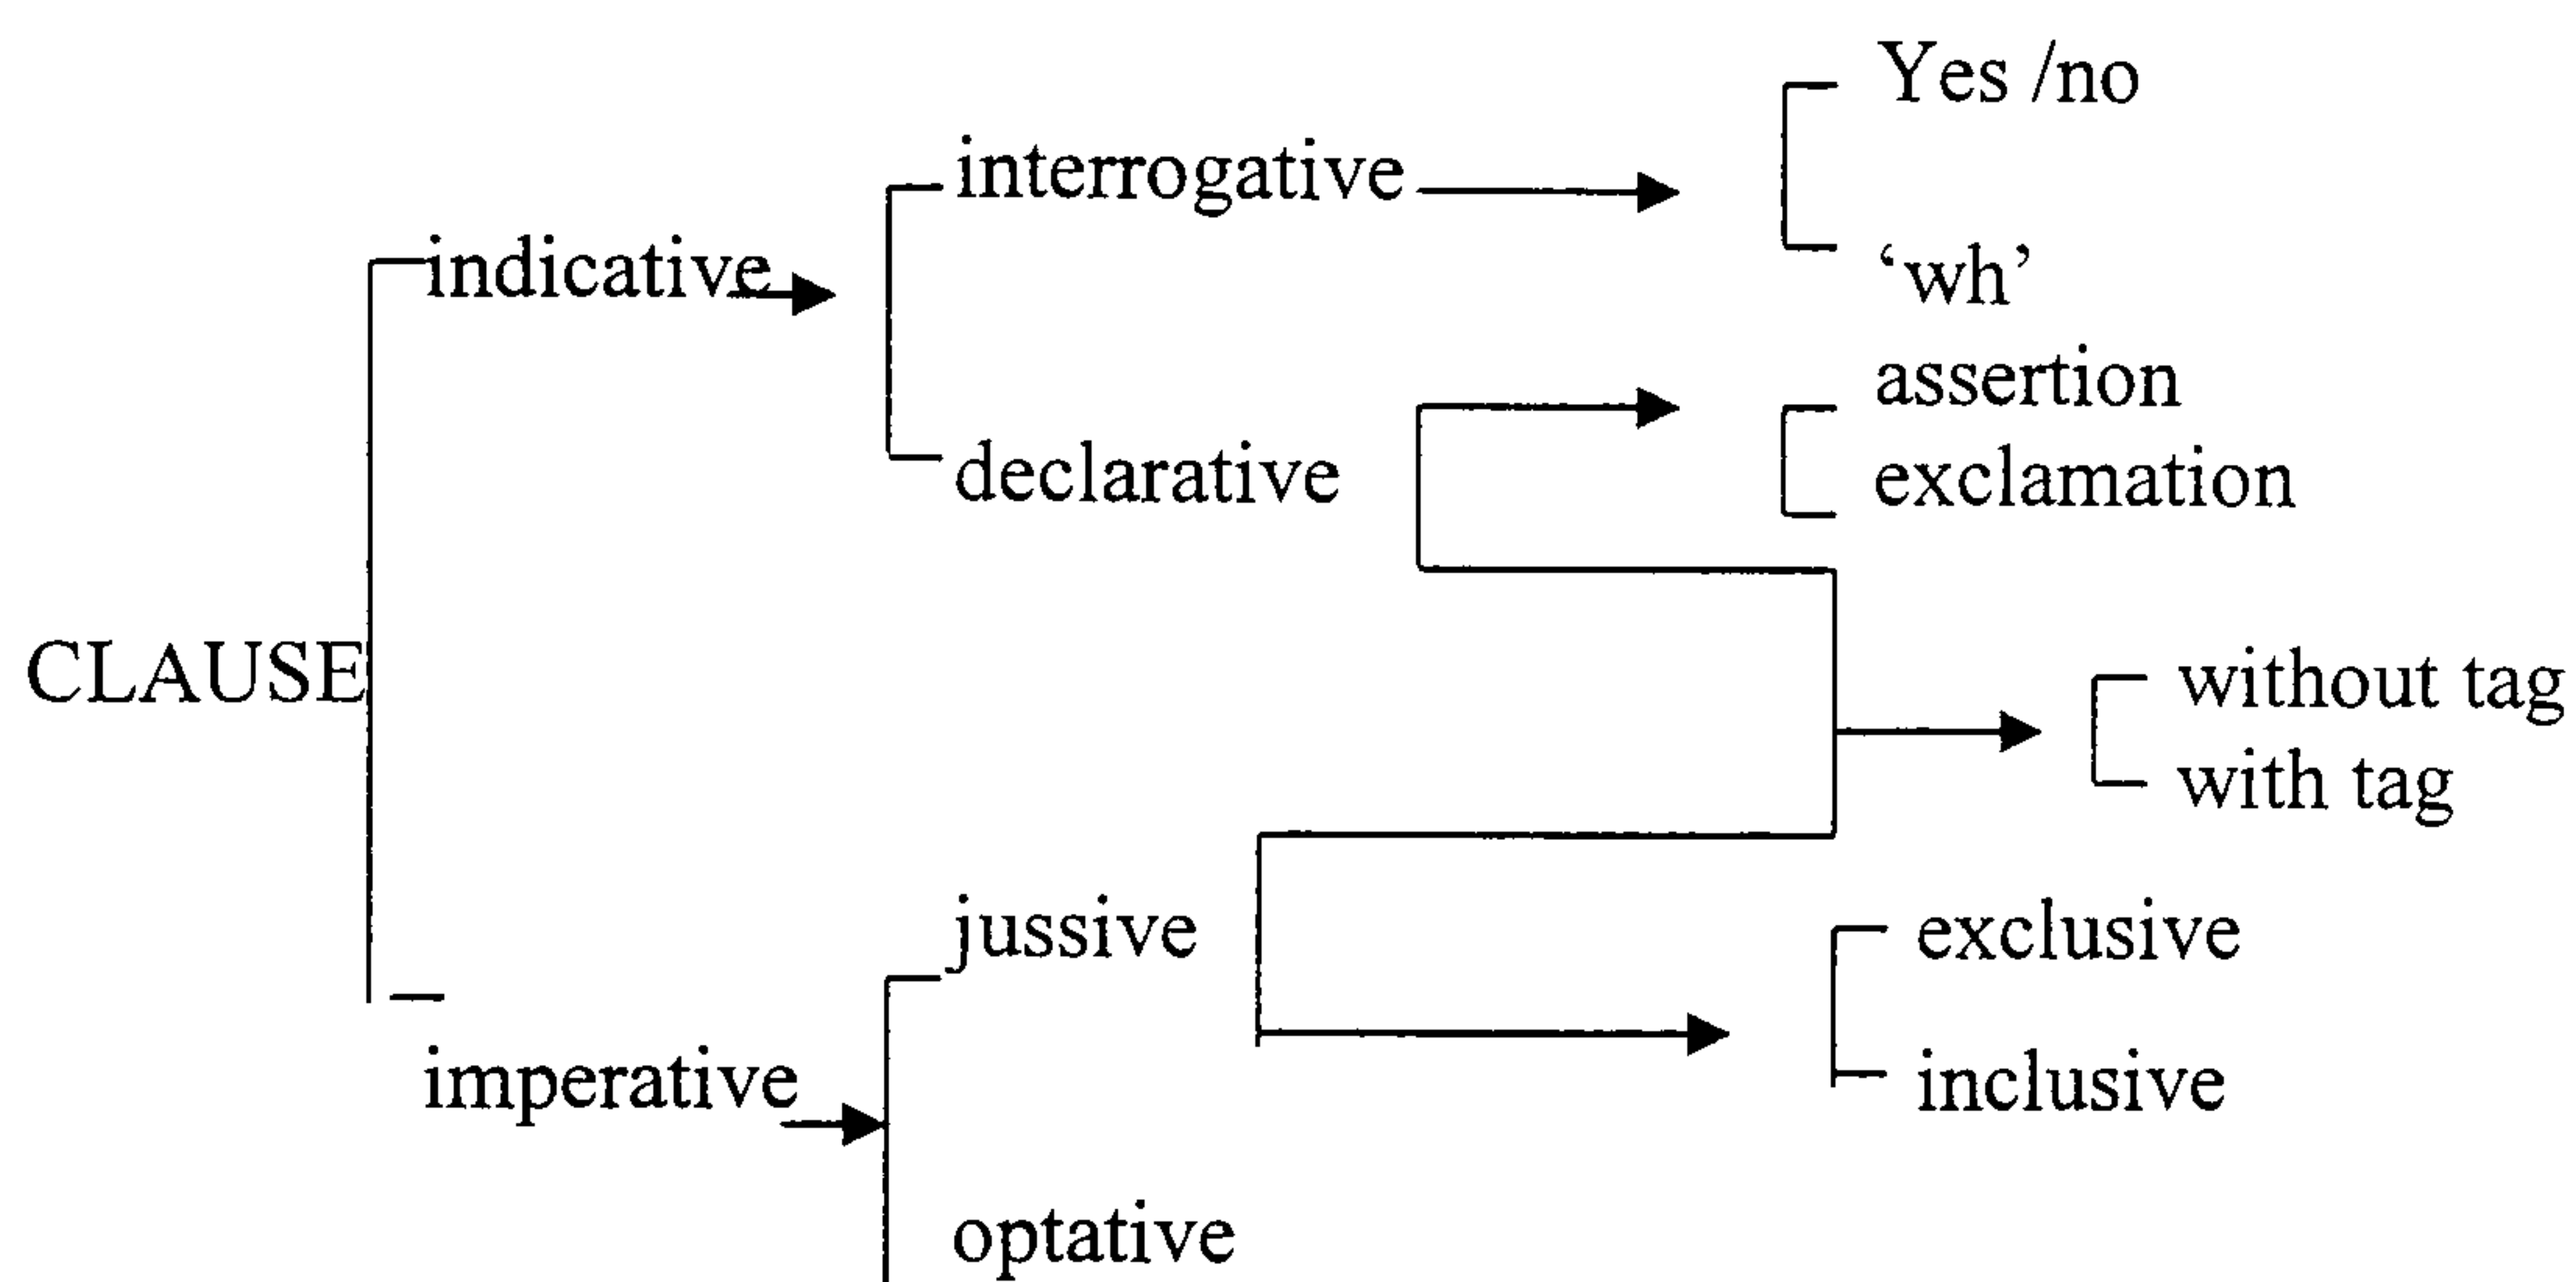 Yes /no
interrogative
indicative
‘wh’
assertion
declarative
exclamation
CLAUSE
without tag
with tag
jussive
exclusive
imperative
inclusive
optative